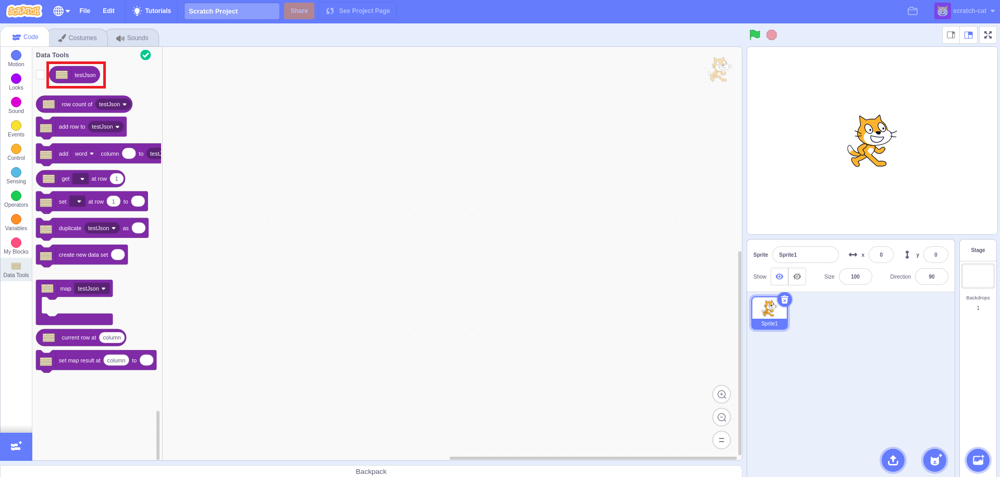 SCRATCH File Edit Tutorials Scratch Project Share See Project Page scratch-cat
Code Costumes Sounds
Data Tools
testJson
row count of testJson
add row to testJson
add word column to testJ
get at row 1
set at row 1 to
duplicate testJson as
create new data set
map testJson
current row at column
set map result at column to
Motion
Looks
Sound
Events
Control
Sensing
Operators
Variables
My Blocks
Data Tools
Backpack
Sprite Sprite1 x 0 y 0
Show Size 100 Direction 90
Sprite1
Stage
Backdrops
1